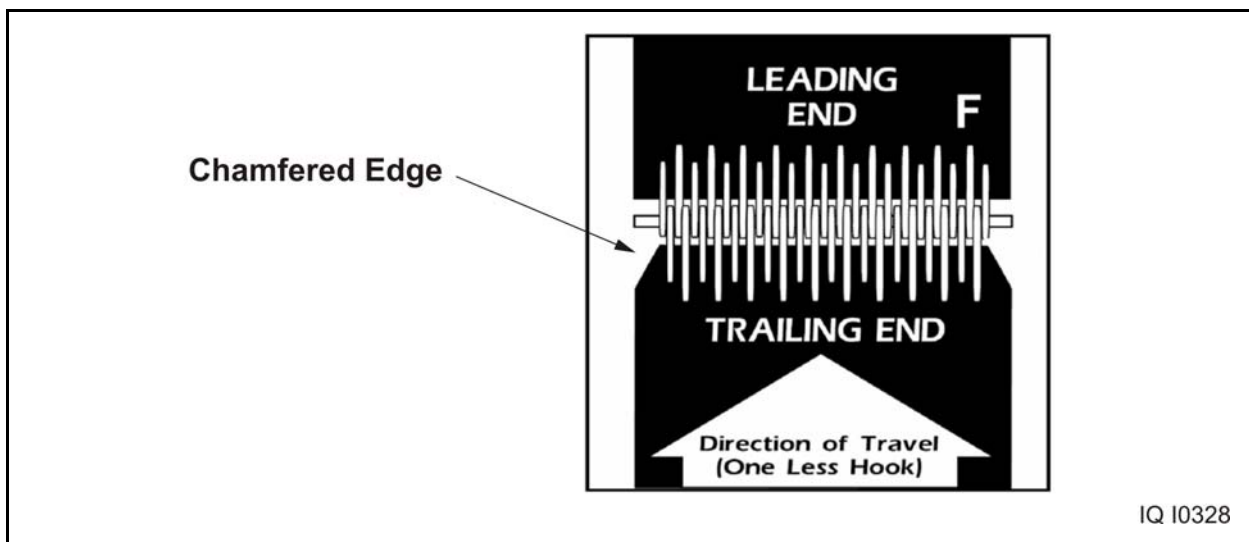 LEADING
END
F
Chamfered Edge
TRAILING END
Direction of Travel
(One Less Hook)
IQ I0328